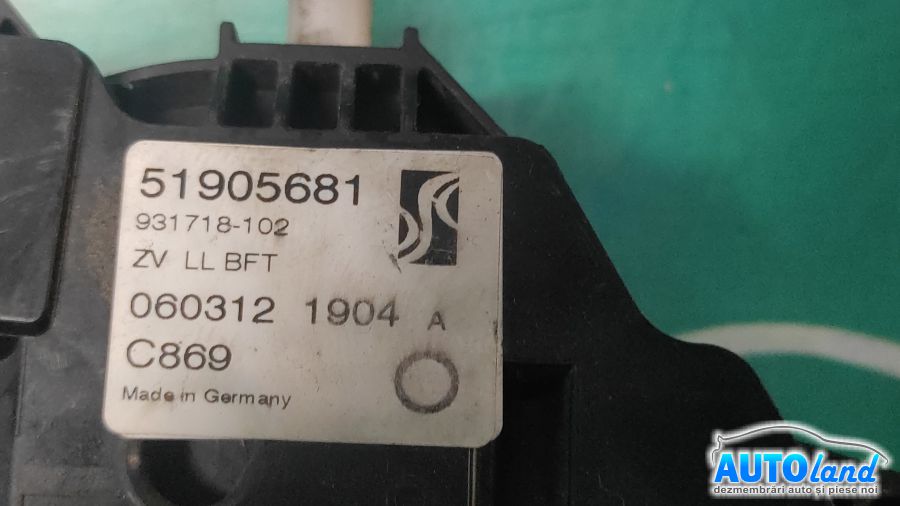 51905681
931718-102
ZV LL BFT
060312 1904 A
C869
Made in Germany
AUTOland
dezmembrări auto și piese noi